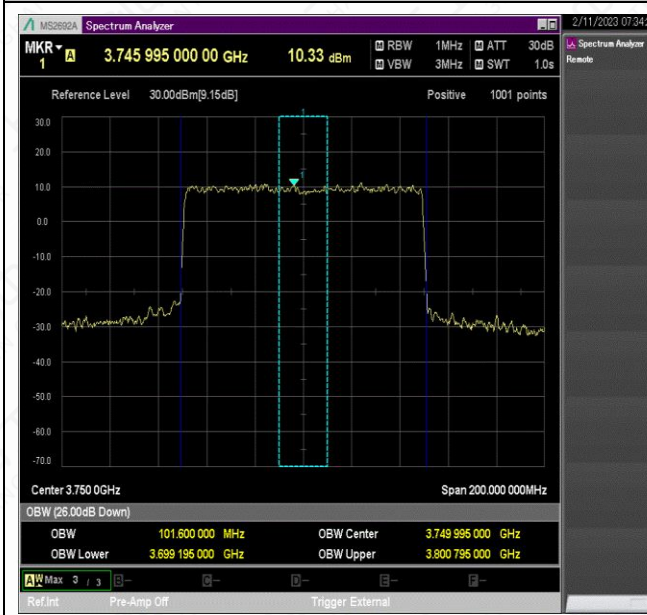 MS2692A Spectrum Analyzer
2/11/2023 07:34:
MKR 1 A 3.745 995 000 00 GHz 10.33 dBm RBW 1MHz ATT 30dB
VBW 3MHz SWT 1.0s
Spectrum Analyzer
Remote
Reference Level 30.00dBm[9.15dB] Positive 1001 points
30.0
20.0
10.0
0.0
-10.0
-20.0
-30.0
-40.0
-50.0
-60.0
-70.0
1
Center 3.750 0GHz Span 200.000 000MHz
OBW (26.00dB Down)
OBW 101.600 000 MHz OBW Center 3.749 995 000 GHz
OBW Lower 3.699 195 000 GHz OBW Upper 3.800 795 000 GHz
A W Max 3 / 3 B- C- D- E- F-
Ref.Int Pre-Amp Off Trigger External